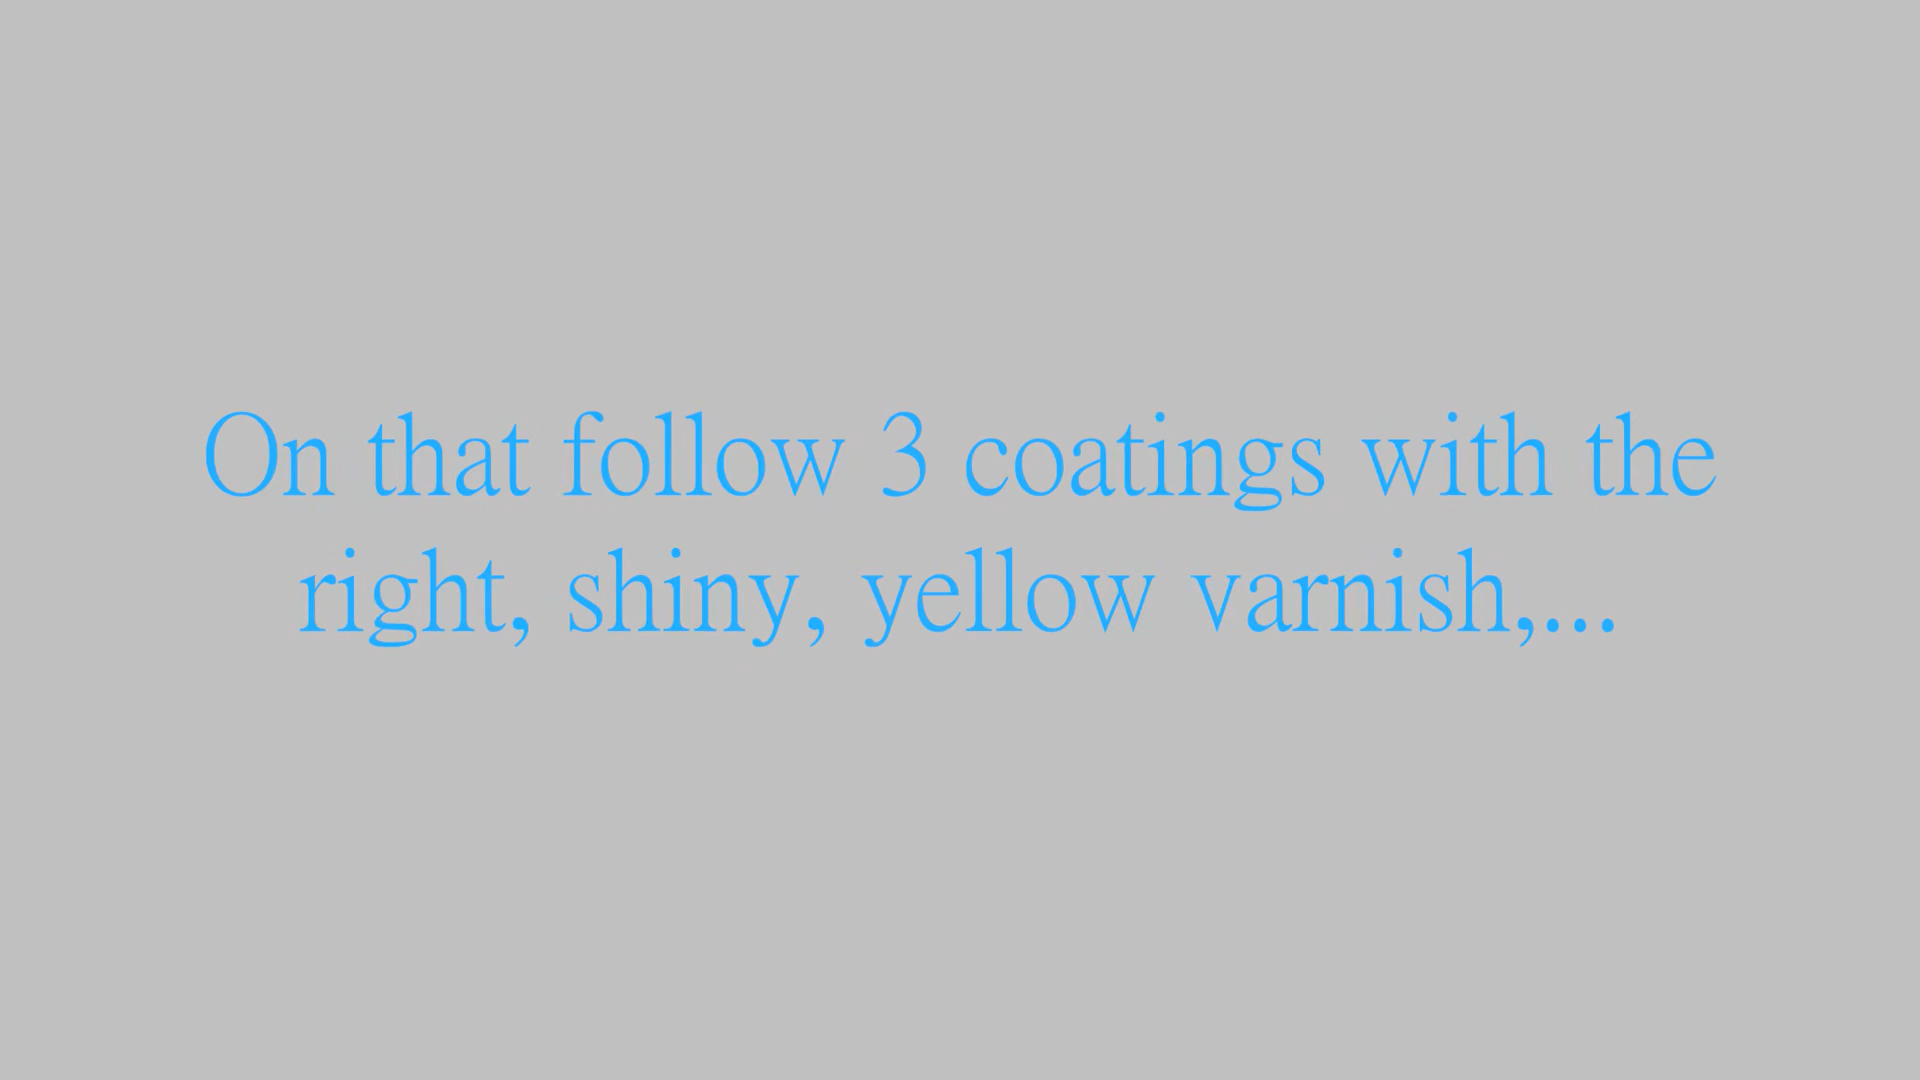 On that follow 3 coatings with the
right, shiny, yellow varnish,...